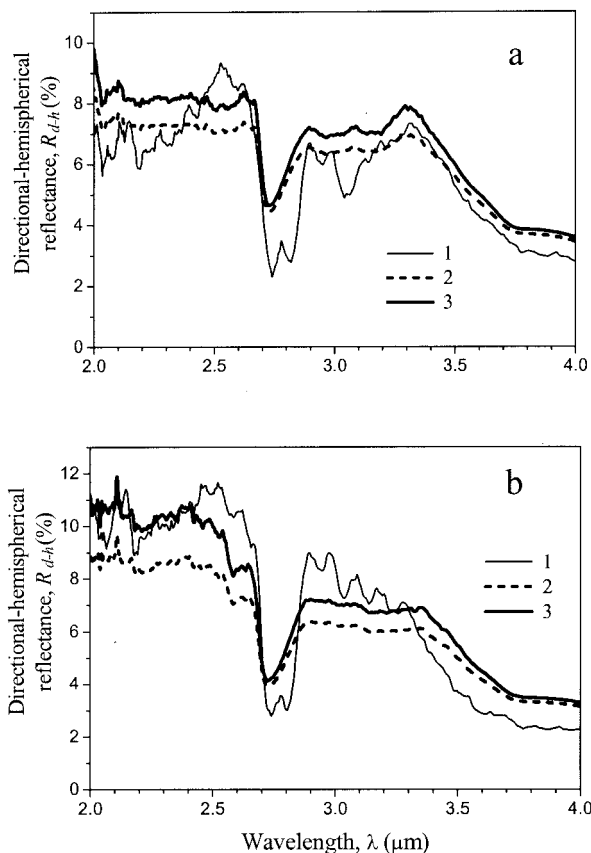 a
Directional-hemispherical
reflectance, R_{d-h} (%)
10
8
6
4
2
0
1
2
3
2.0 2.5 3.0 3.5 4.0
b
Directional-hemispherical
reflectance, R_{d-h} (%)
12
10
8
6
4
2
0
1
2
3
2.0 2.5 3.0 3.5 4.0
Wavelength, λ (μm)